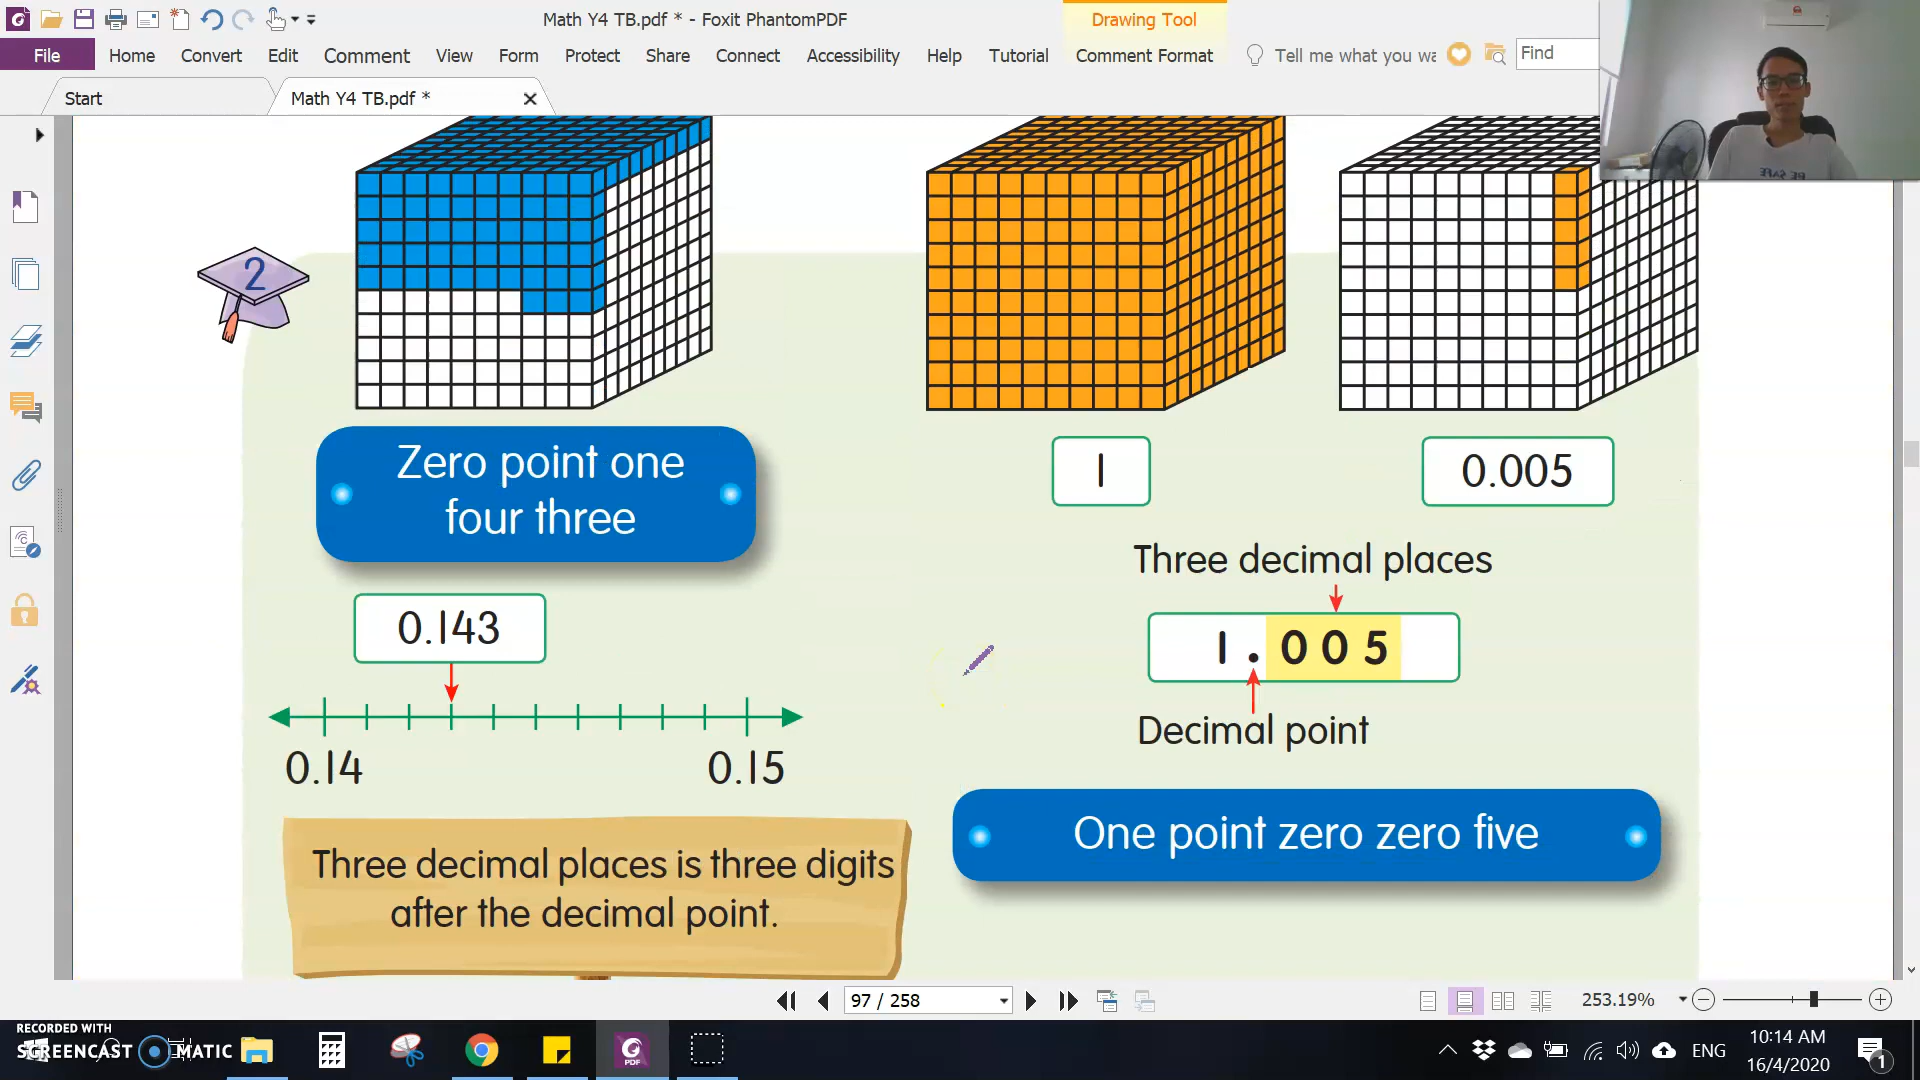 Math Y4 TB.pdf * - Foxit PhantomPDF
Drawing Tool
File Home Convert Edit Comment View Form Protect Share Connect Accessibility Help Tutorial Comment Format Tell me what you wa Find
Start Math Y4 TB.pdf *
2
Zero point one
four three
0.143
0.14 0.15
Three decimal places is three digits
after the decimal point.
1 0.005
Three decimal places
1.005
Decimal point
One point zero zero five
97 / 258
253.19%
RECORDED WITH
SCREENCAST MATIC
PDF
ENG
10:14 AM
16/4/2020
1